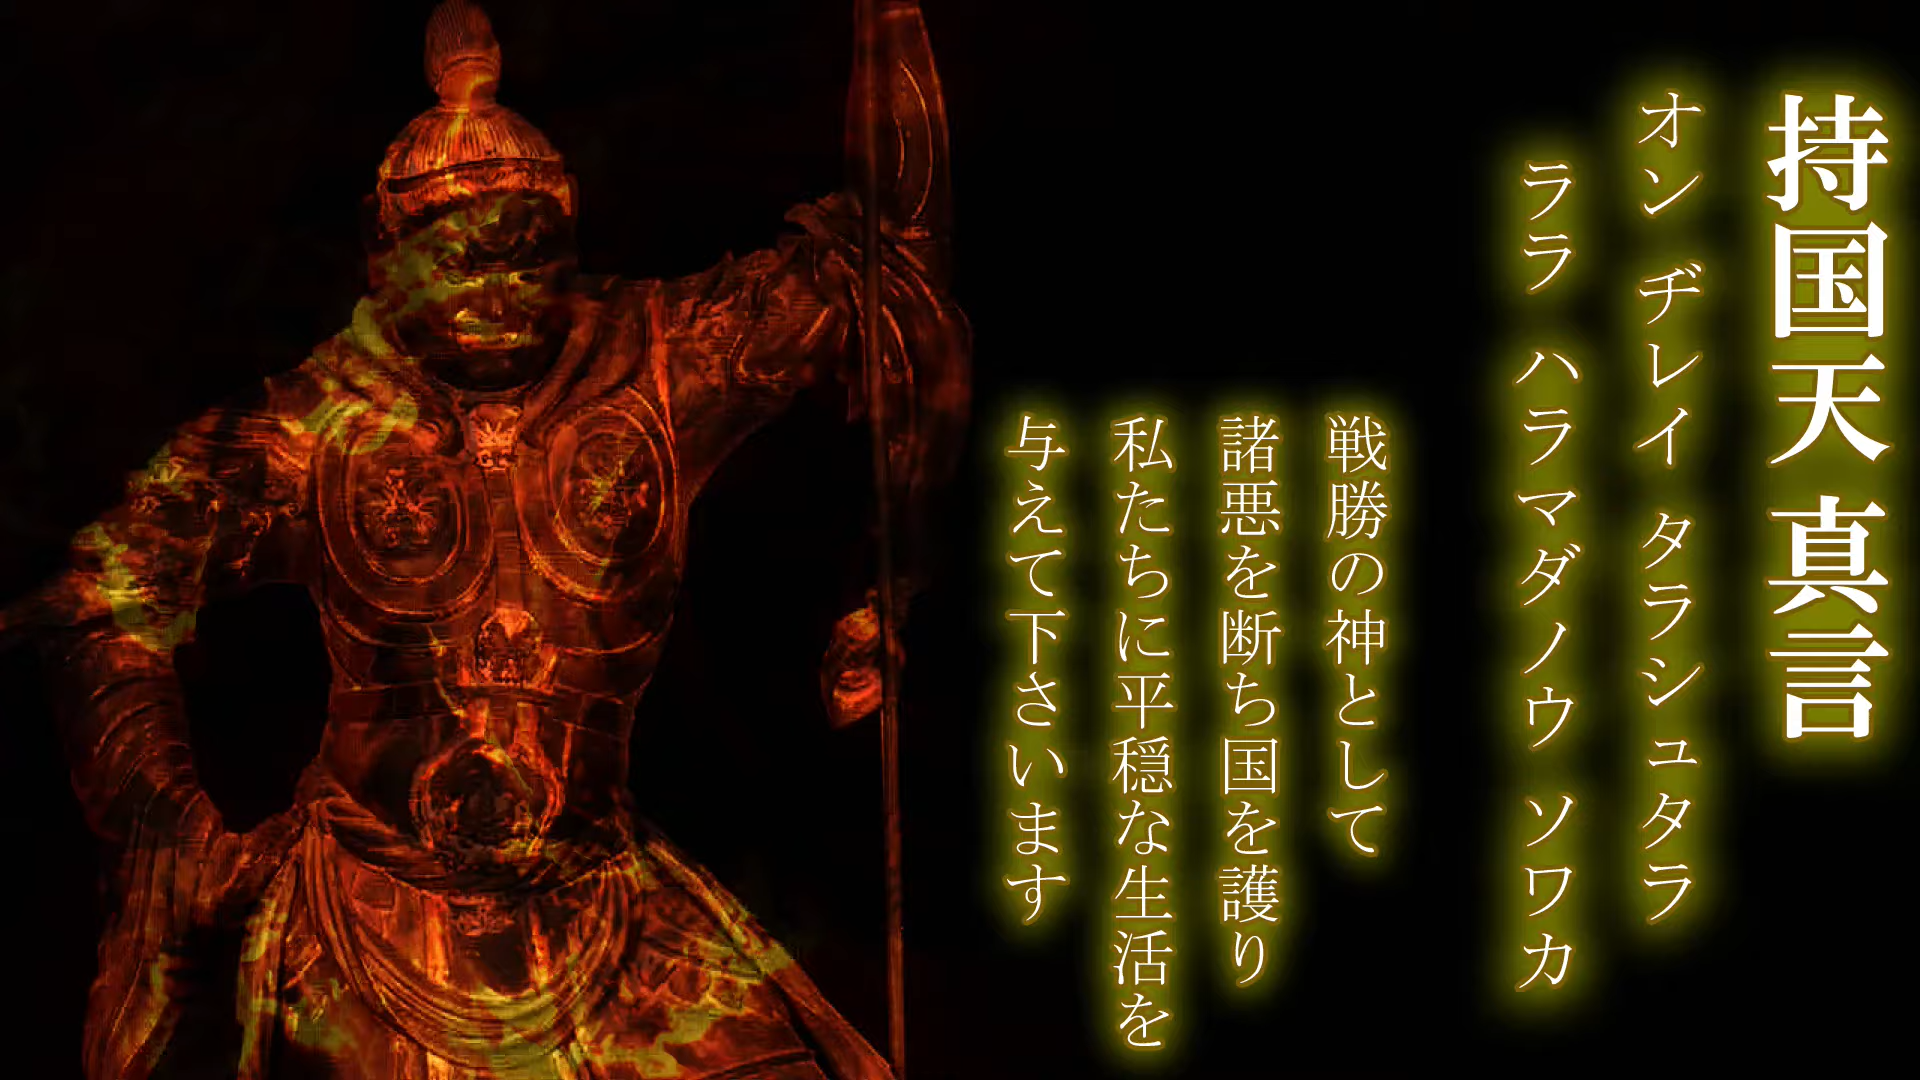 持国天 真言
オン ヂレイ タラシュタラ
ララ ハラマダノウ ソワカ
戦勝の神として
諸悪を断ち国を護り
私たちに平穏な生活を
与えて下さいます